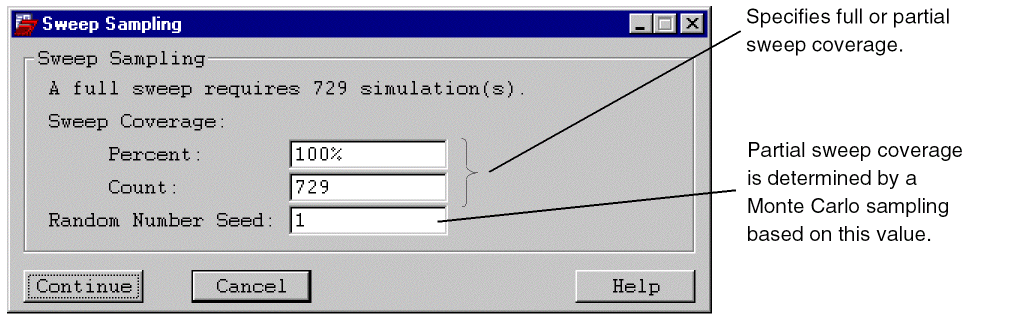 Sweep Sampling
Specifies full or partial
sweep coverage.
Sweep Sampling
A full sweep requires 729 simulation(s).
Sweep Coverage:
Percent: 100%
Count: 729
Random Number Seed: 1
Partial sweep coverage
is determined by a
Monte Carlo sampling
based on this value.
Continue Cancel Help